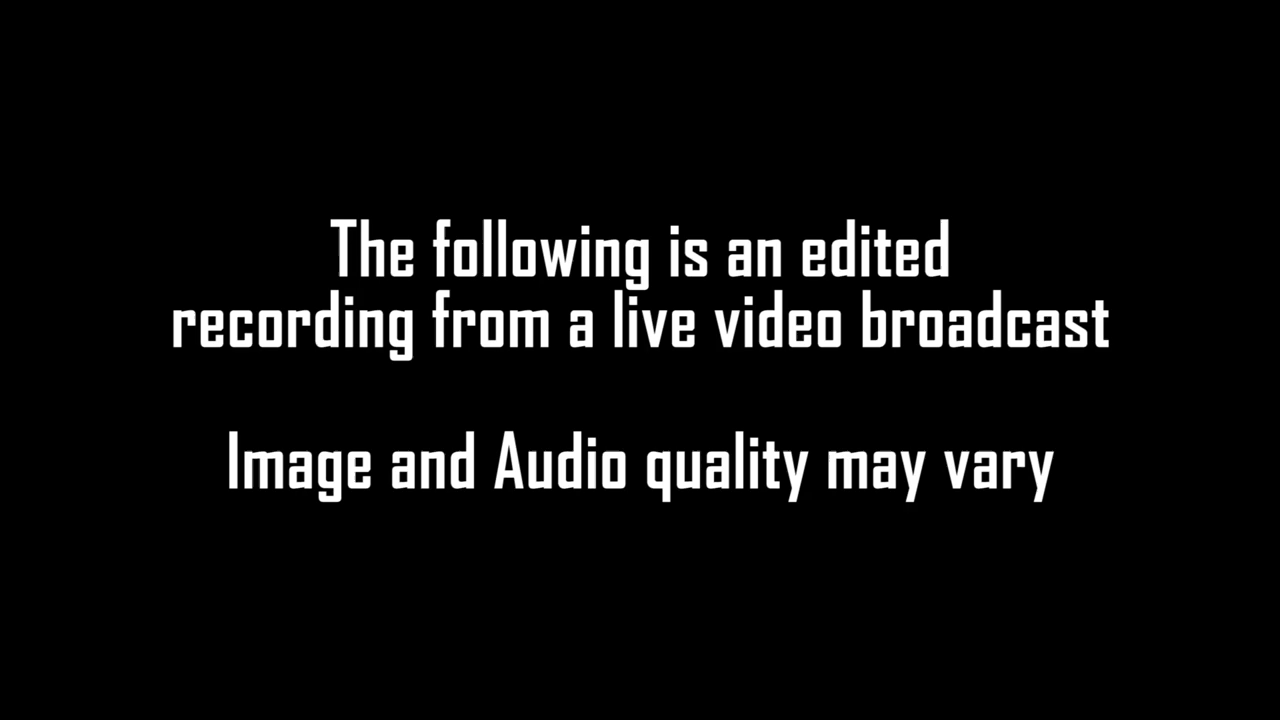 The following is an edited
recording from a live video broadcast
Image and Audio quality may vary